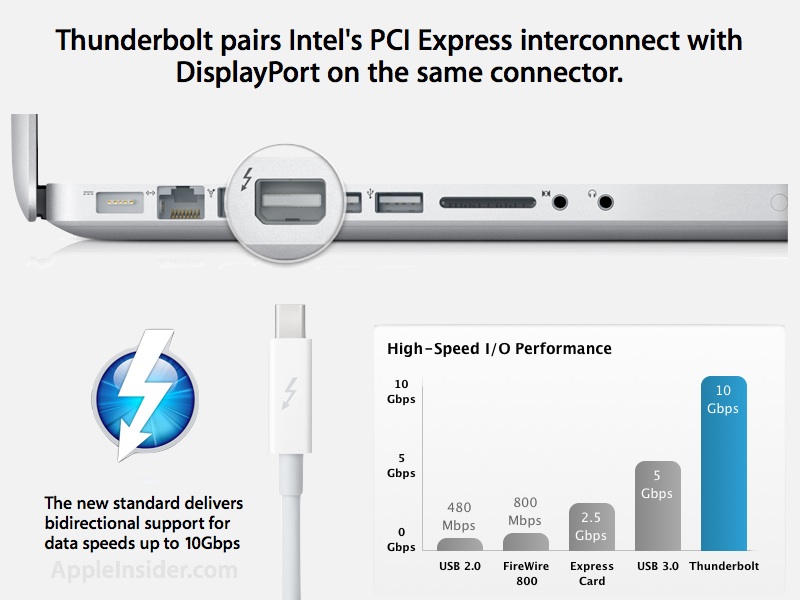 Thunderbolt pairs Intel's PCI Express interconnect with
DisplayPort on the same connector.
The new standard delivers
bidirectional support for
data speeds up to 10Gbps
AppleInsider.com
High-Speed I/O Performance
10
Gbps
5
Gbps
0
Gbps
480
Mbps
800
Mbps
2.5
Gbps
5
Gbps
10
Gbps
USB 2.0
FireWire
800
Express
Card
USB 3.0
Thunderbolt